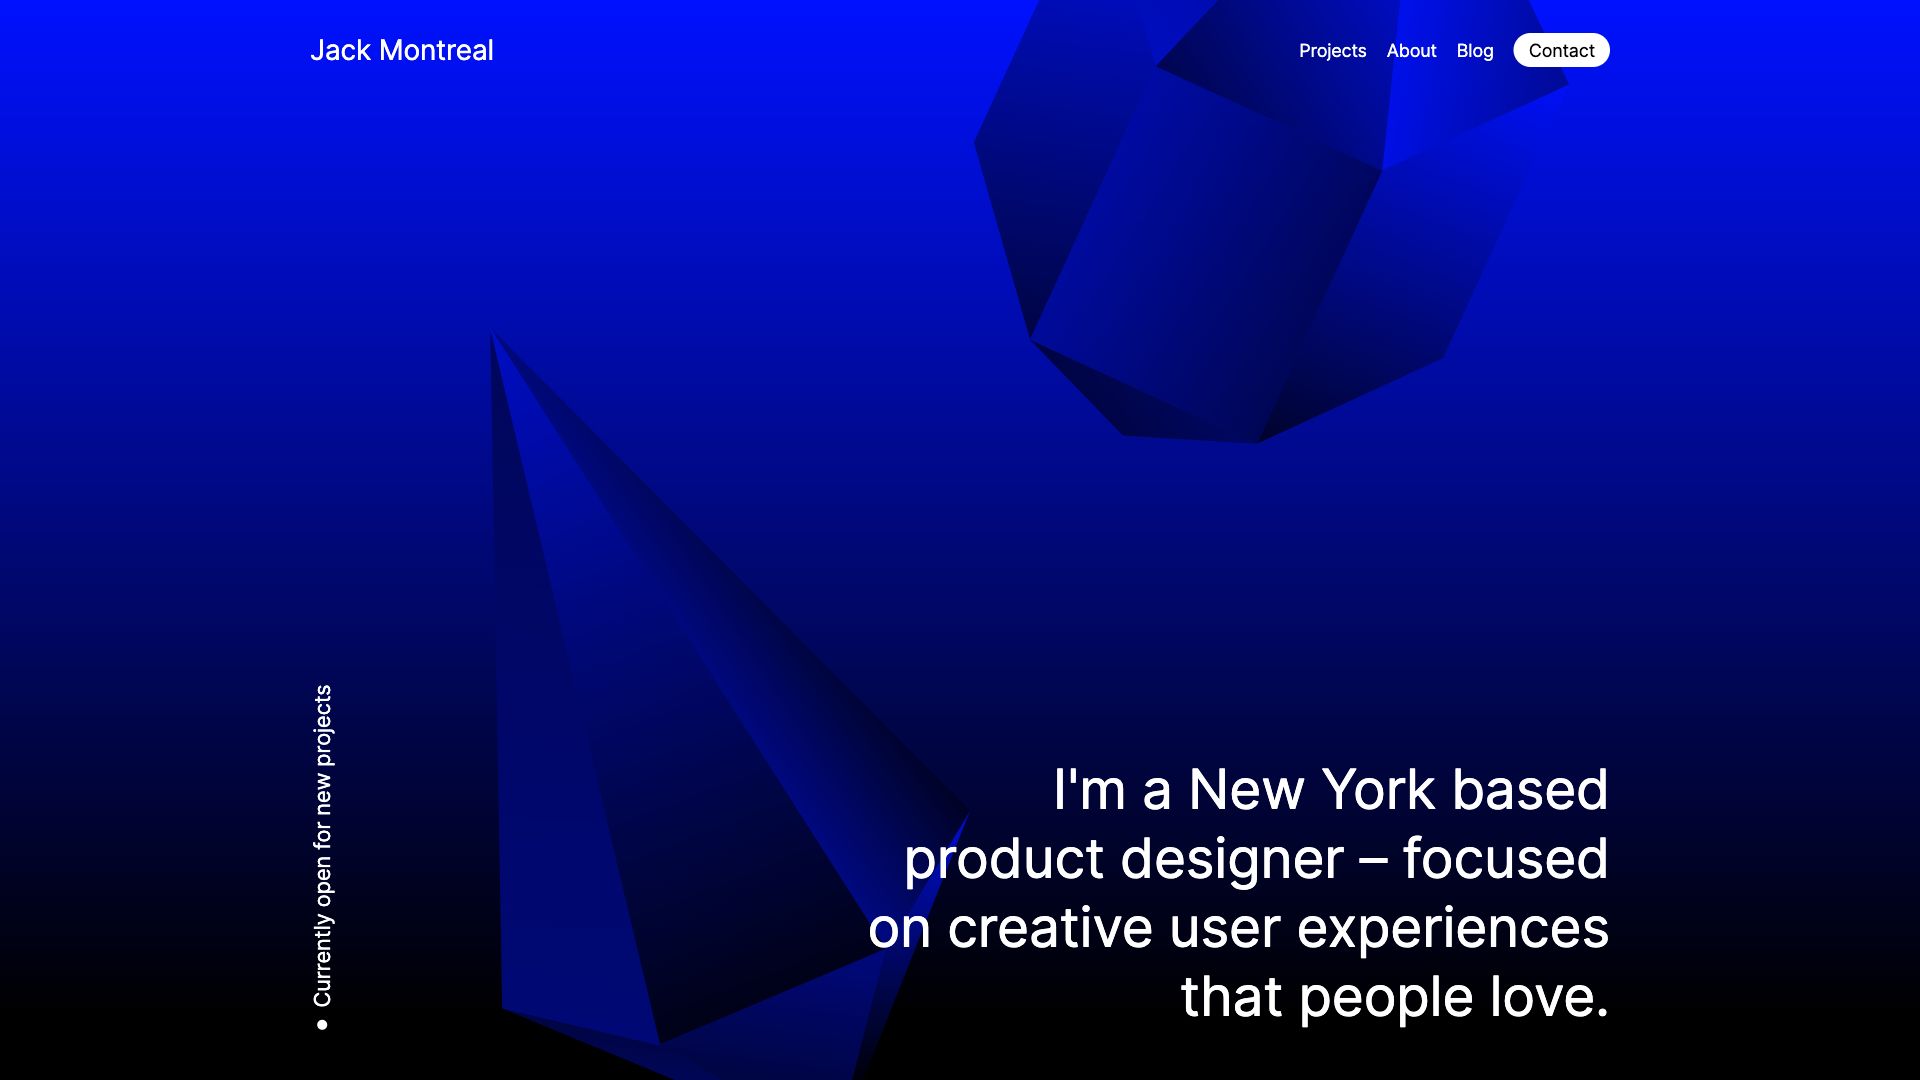 Jack Montreal
Projects About Blog Contact
Currently open for new projects
I'm a New York based
product designer – focused
on creative user experiences
that people love.